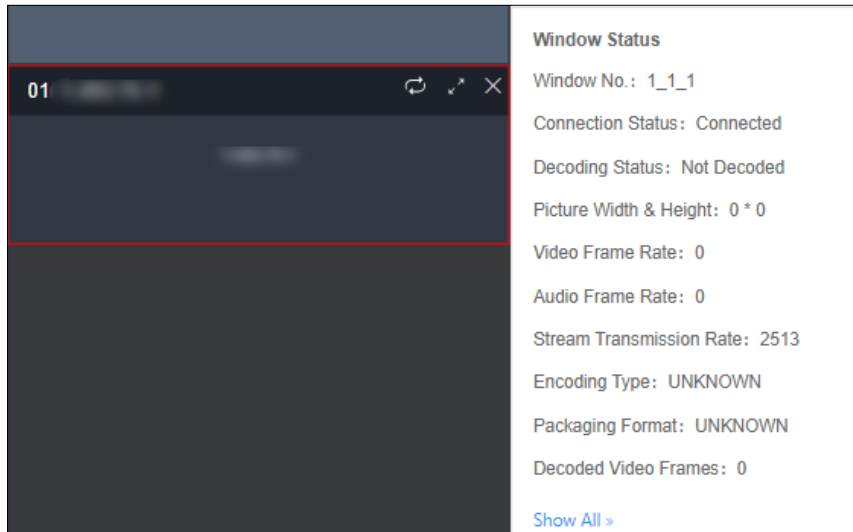 01
Window Status
Window No.: 1_1_1
Connection Status: Connected
Decoding Status: Not Decoded
Picture Width & Height: 0 * 0
Video Frame Rate: 0
Audio Frame Rate: 0
Stream Transmission Rate: 2513
Encoding Type: UNKNOWN
Packaging Format: UNKNOWN
Decoded Video Frames: 0
Show All »